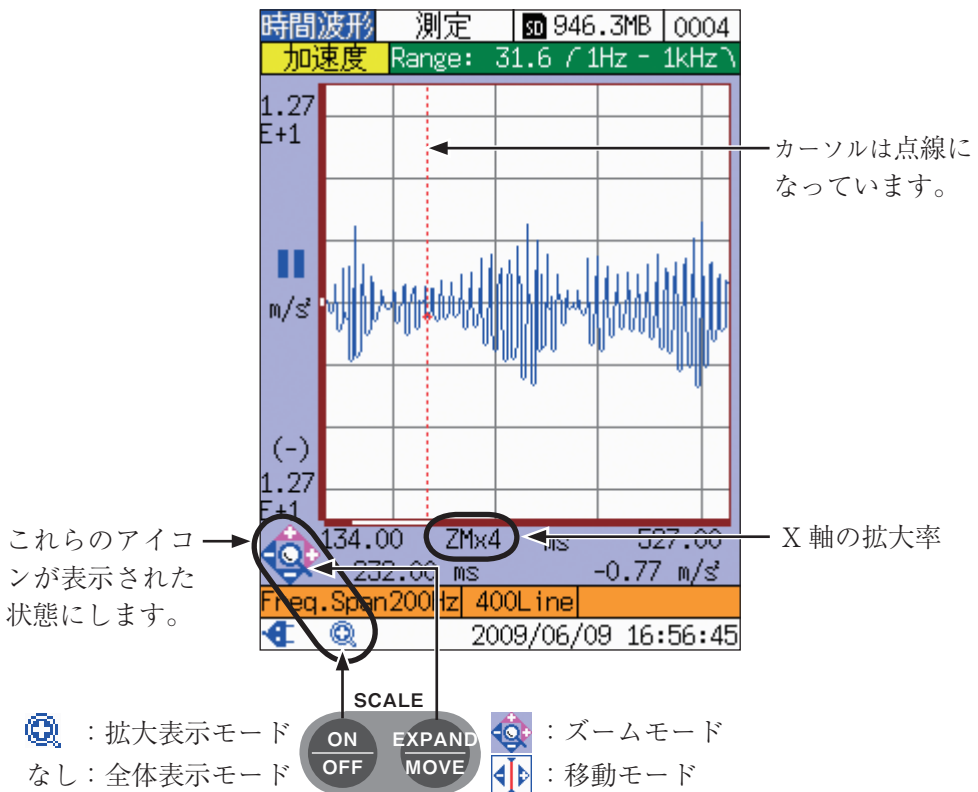 時間波形 測定 SD 946.3MB 0004
加速度 Range: 31.6 ( 1Hz - 1kHz )
1.27
E+1
カーソルは点線に
なっています。
m/s²
(-)
1.27
E+1
134.00 ZMx4 ms 527.00
232.00 ms -0.77 m/s²
これらのアイコ
ンが表示された
状態にします。
X 軸の拡大率
Freq.Span200Hz 400Line
2009/06/09 16:56:45
SCALE
ON
OFF
EXPAND
MOVE
：拡大表示モード
なし：全体表示モード
：ズームモード
：移動モード